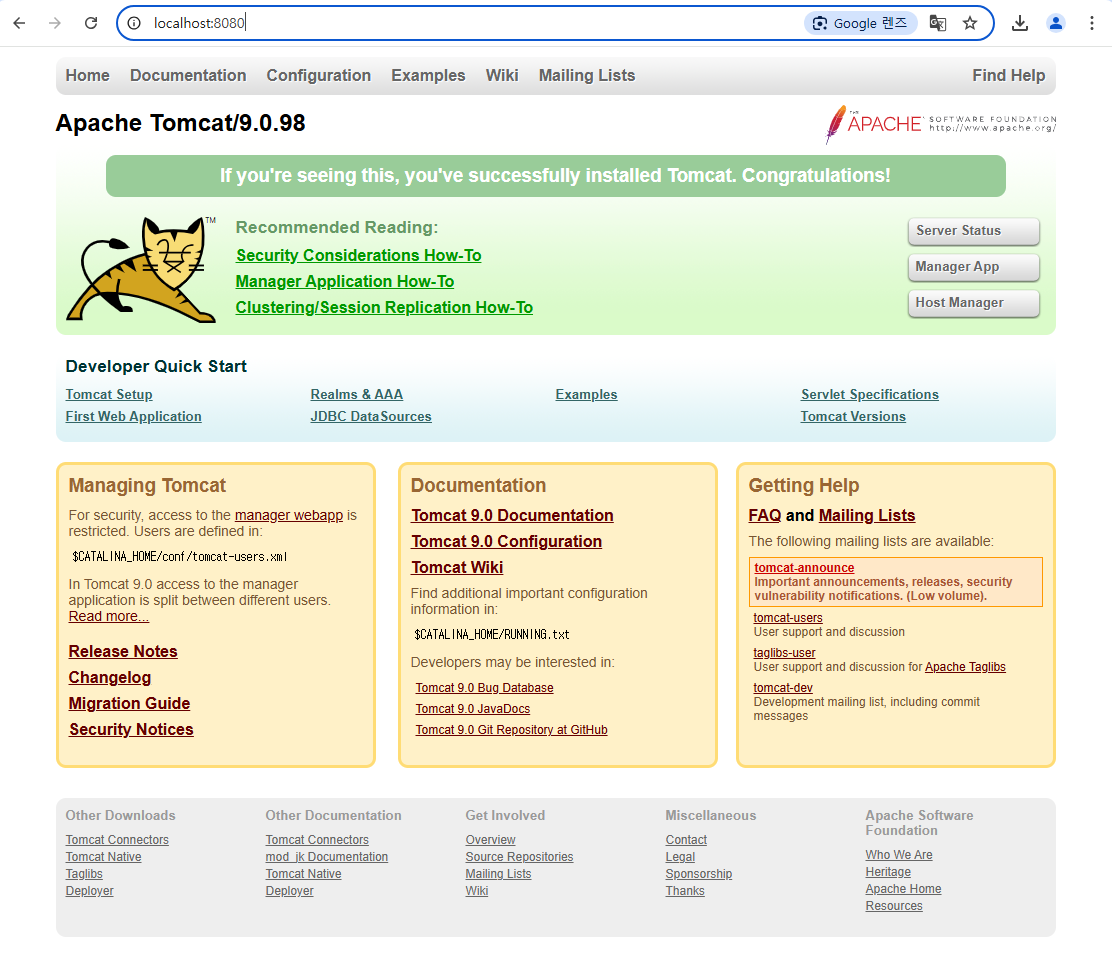 localhost:8080
Google 렌즈
Home Documentation Configuration Examples Wiki Mailing Lists Find Help
Apache Tomcat/9.0.98
THE
APACHE SOFTWARE FOUNDATION
http://www.apache.org/
If you're seeing this, you've successfully installed Tomcat. Congratulations!
TM
Recommended Reading:
Security Considerations How-To
Manager Application How-To
Clustering/Session Replication How-To
Server Status
Manager App
Host Manager
Developer Quick Start
Tomcat Setup
First Web Application
Realms & AAA
JDBC DataSources
Examples
Servlet Specifications
Tomcat Versions
Managing Tomcat
For security, access to the manager webapp is
restricted. Users are defined in:
$CATALINA_HOME/conf/tomcat-users.xml
In Tomcat 9.0 access to the manager
application is split between different users.
Read more...
Release Notes
Changelog
Migration Guide
Security Notices
Documentation
Tomcat 9.0 Documentation
Tomcat 9.0 Configuration
Tomcat Wiki
Find additional important configuration
information in:
$CATALINA_HOME/RUNNING.txt
Developers may be interested in:
Tomcat 9.0 Bug Database
Tomcat 9.0 JavaDocs
Tomcat 9.0 Git Repository at GitHub
Getting Help
FAQ and Mailing Lists
The following mailing lists are available:
tomcat-announce
Important announcements, releases, security
vulnerability notifications. (Low volume).
tomcat-users
User support and discussion
taglibs-user
User support and discussion for Apache Taglibs
tomcat-dev
Development mailing list, including commit
messages
Other Downloads
Tomcat Connectors
Tomcat Native
Taglibs
Deployer
Other Documentation
Tomcat Connectors
mod_jk Documentation
Tomcat Native
Deployer
Get Involved
Overview
Source Repositories
Mailing Lists
Wiki
Miscellaneous
Contact
Legal
Sponsorship
Thanks
Apache Software
Foundation
Who We Are
Heritage
Apache Home
Resources